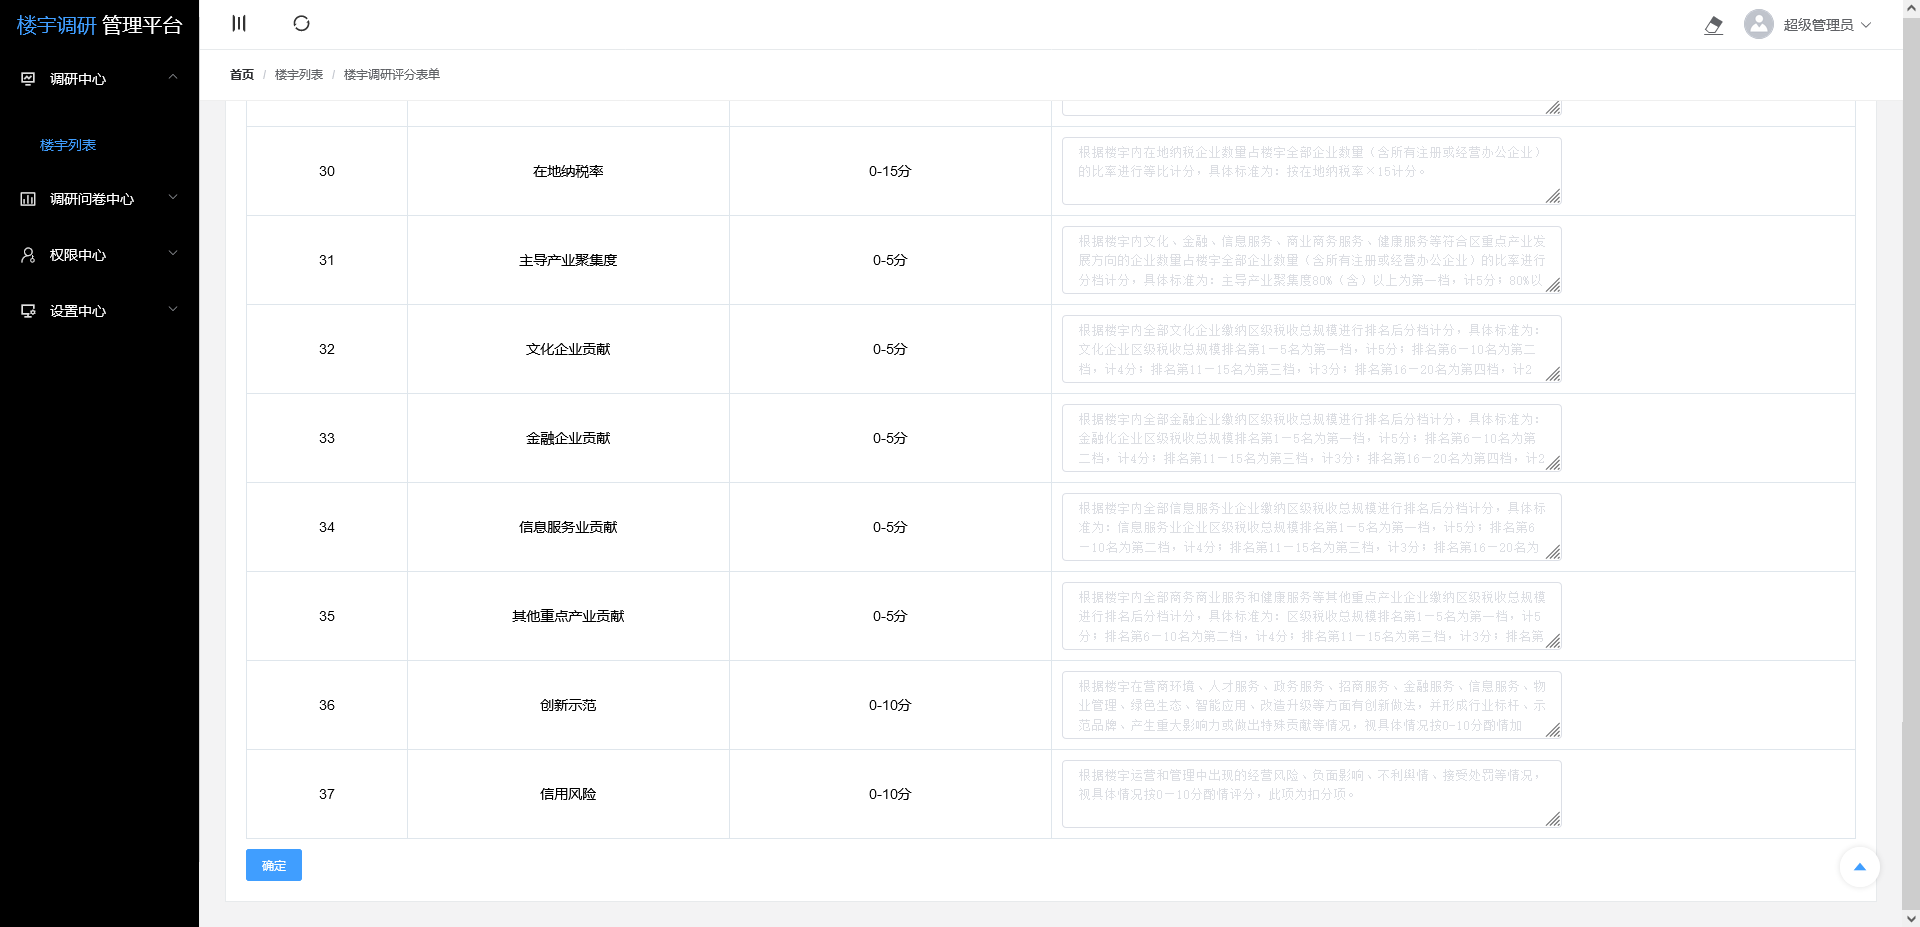 楼宇调研 管理平台
超级管理员
调研中心
首页 / 楼宇列表 / 楼宇调研评分表单
楼宇列表
调研问卷中心
权限中心
设置中心
30
在地纳税率
0-15分
根据楼宇内在地纳税企业数量占楼宇全部企业数量（含所有注册或经营办公企业）
的比率进行等比计分，具体标准为：按在地纳税率×15计分。
31
主导产业聚集度
0-5分
根据楼宇内文化、金融、信息服务、商业商务服务、健康服务等符合区重点产业发
展方向的企业数量占楼宇全部企业数量（含所有注册或经营办公企业）的比率进行
分档计分，具体标准为：主导产业聚集度80%（含）以上为第一档，计5分；80%以
32
文化企业贡献
0-5分
根据楼宇内全部文化企业缴纳区级税收总规模进行排名后分档计分，具体标准为：
文化企业区级税收总规模排名第1—5名为第一档，计5分；排名第6—10名为第二
档，计4分；排名第11—15名为第三档，计3分；排名第16—20名为第四档，计2
33
金融企业贡献
0-5分
根据楼宇内全部金融企业缴纳区级税收总规模进行排名后分档计分，具体标准为：
金融化企业区级税收总规模排名第1—5名为第一档，计5分；排名第6—10名为第
二档，计4分；排名第11—15名为第三档，计3分；排名第16—20名为第四档，计2
34
信息服务业贡献
0-5分
根据楼宇内全部信息服务业企业缴纳区级税收总规模进行排名后分档计分，具体标
准为：信息服务业企业区级税收总规模排名第1—5名为第一档，计5分；排名第6
—10名为第二档，计4分；排名第11—15名为第三档，计3分；排名第16—20名为
35
其他重点产业贡献
0-5分
根据楼宇内全部商务商业服务和健康服务等其他重点产业企业缴纳区级税收总规模
进行排名后分档计分，具体标准为：区级税收总规模排名第1—5名为第一档，计5
分；排名第6—10名为第二档，计4分；排名第11—15名为第三档，计3分；排名第
36
创新示范
0-10分
根据楼宇在营商环境、人才服务、政务服务、招商服务、金融服务、信息服务、物
业管理、绿色生态、智能应用、改造升级等方面有创新做法，并形成行业标杆、示
范品牌、产生重大影响力或做出特殊贡献等情况，视具体情况按0-10分酌情加
37
信用风险
0-10分
根据楼宇运营和管理中出现的经营风险、负面影响、不利舆情、接受处罚等情况，
视具体情况按0—10分酌情评分，此项为扣分项。
确定